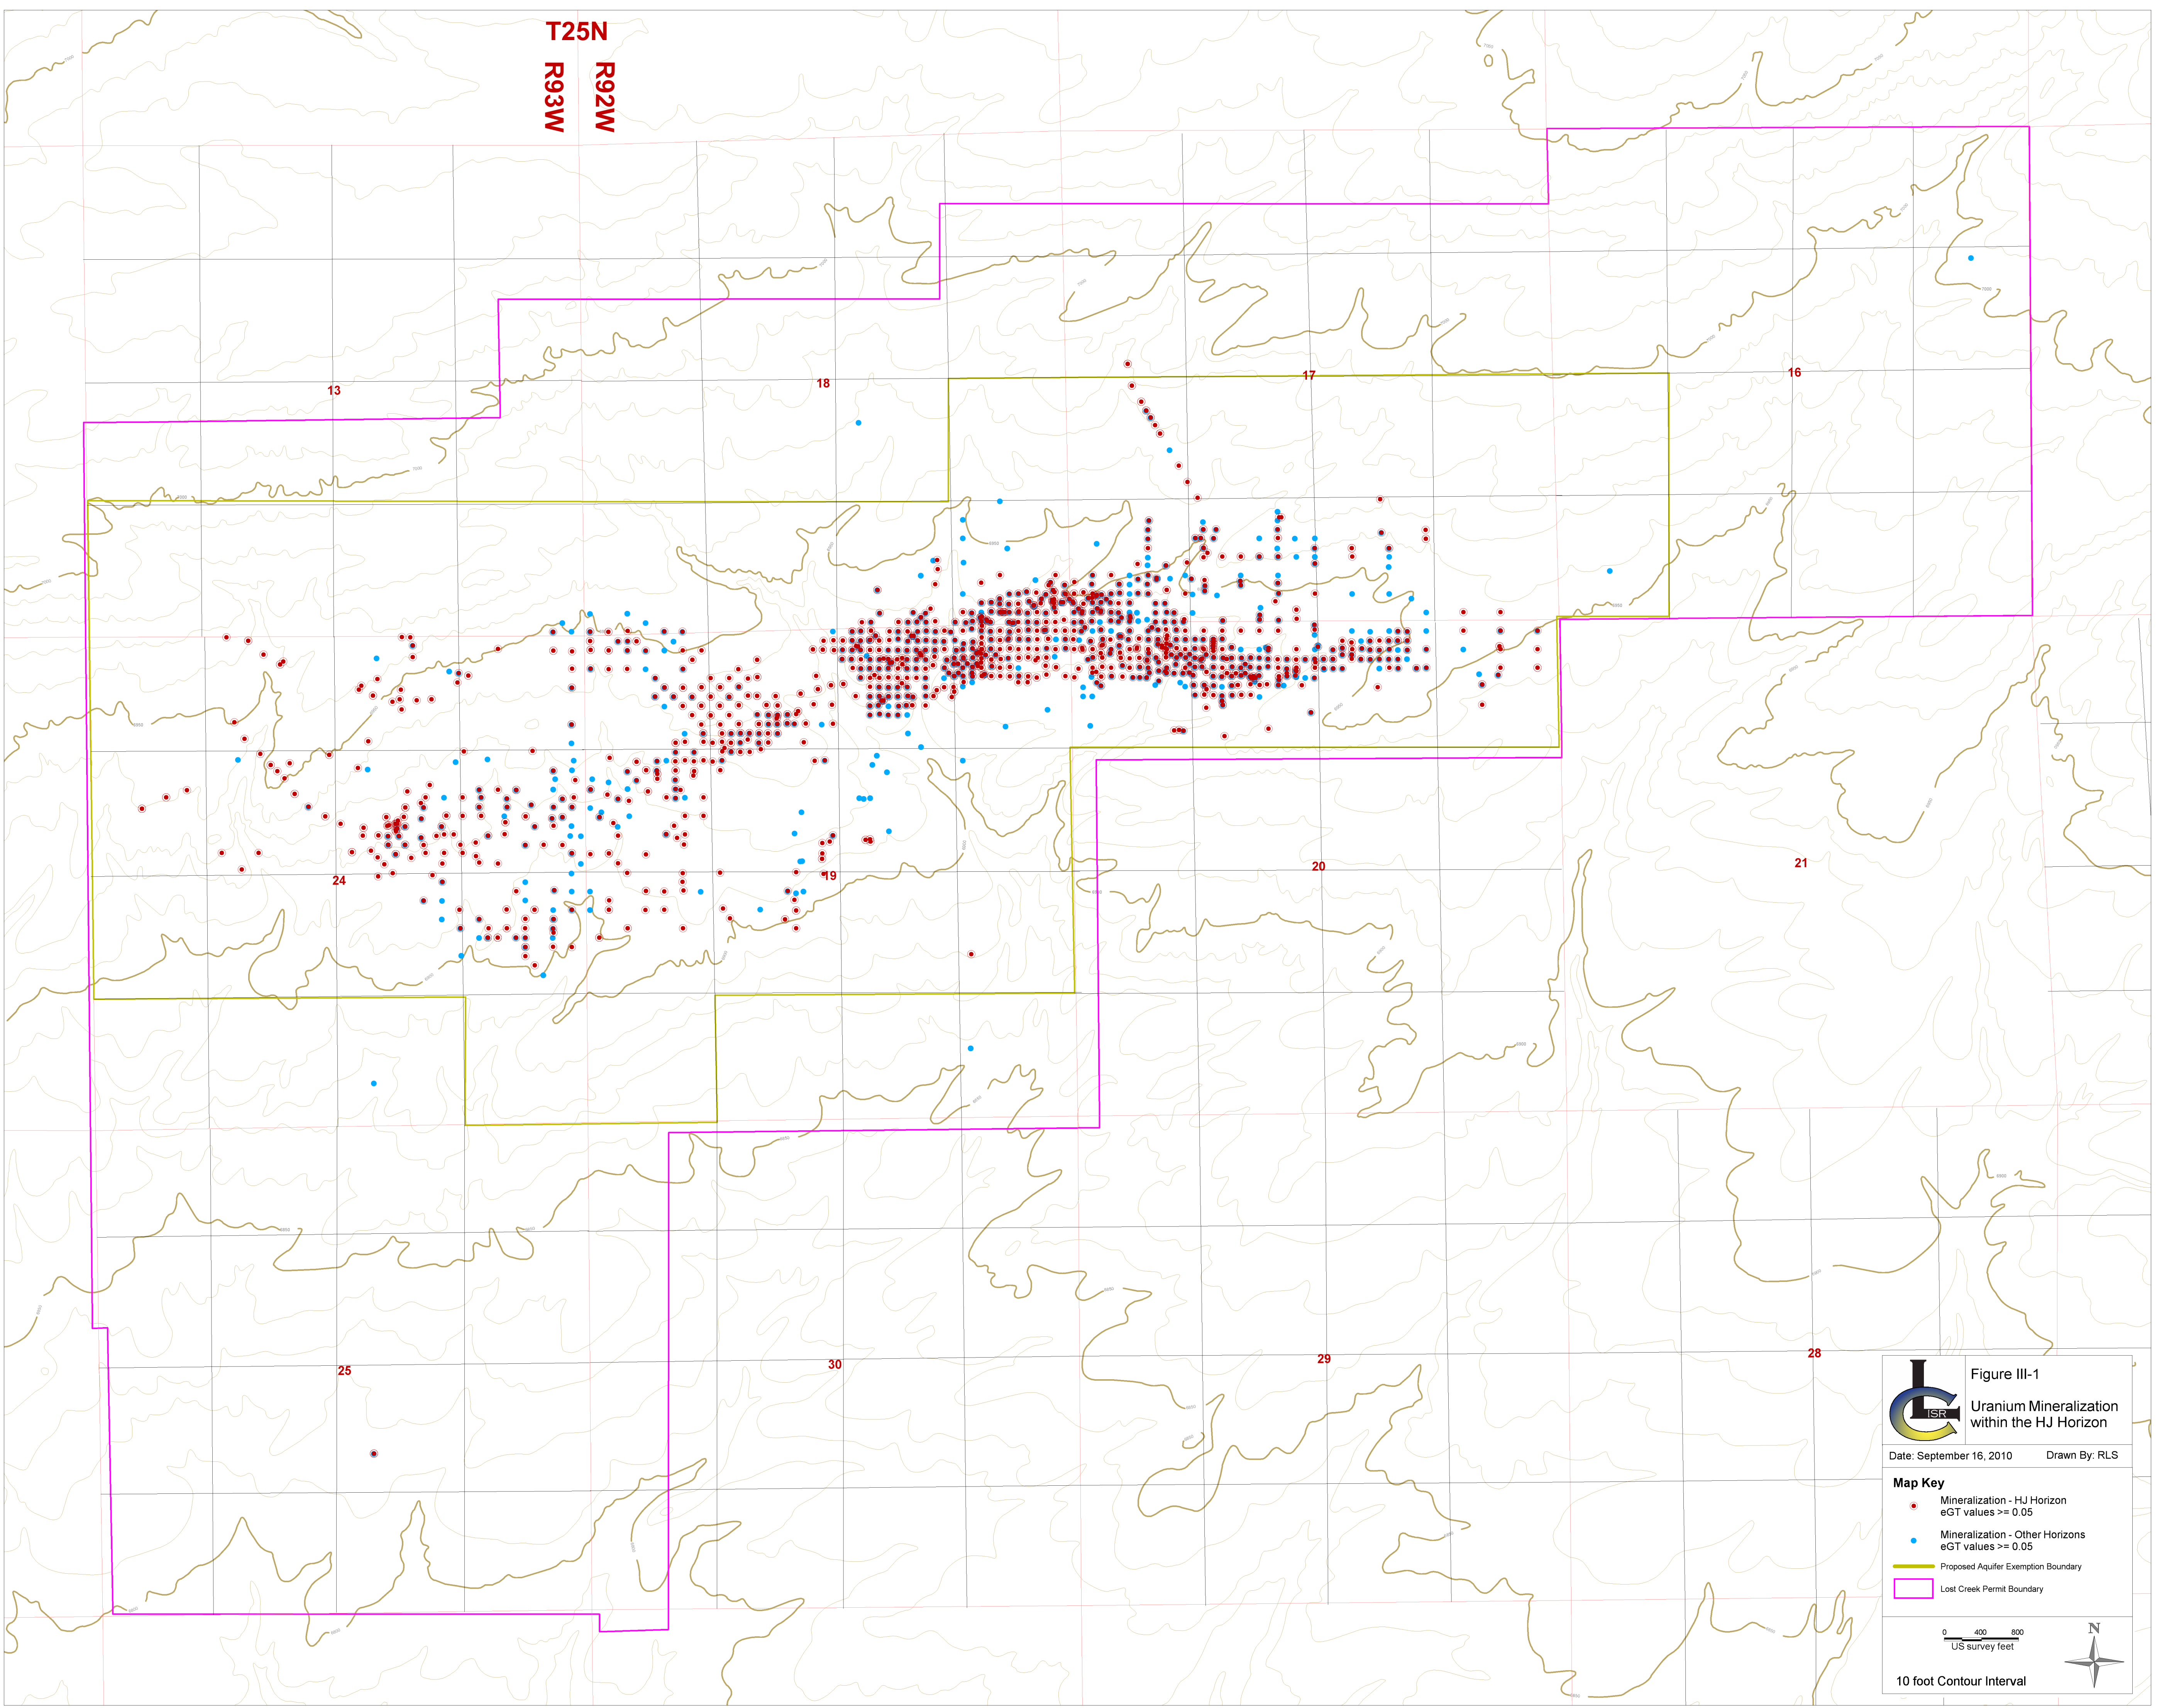 T25N
R93W
R92W
13
18
17
16
24
19
20
21
25
30
29
28
LC
ISR
Figure III-1
Uranium Mineralization
within the HJ Horizon
Date: September 16, 2010
Drawn By: RLS
Map Key
Mineralization - HJ Horizon
eGT values >= 0.05
Mineralization - Other Horizons
eGT values >= 0.05
Proposed Aquifer Exemption Boundary
Lost Creek Permit Boundary
0 400 800
US survey feet
N
10 foot Contour Interval